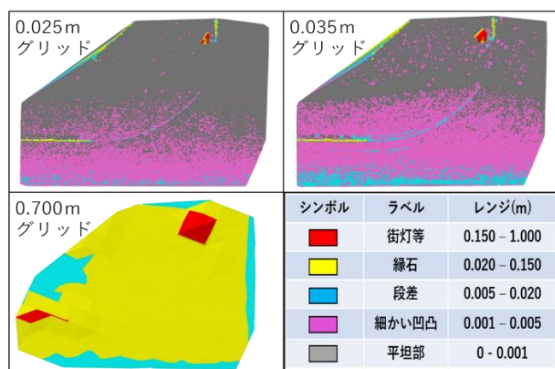 0.025m
グリッド
0.035m
グリッド
0.700m
グリッド
シンボル ラベル レンジ(m)
街灯等 0.150 – 1.000
縁石 0.020 – 0.150
段差 0.005 – 0.020
細かい凹凸 0.001 – 0.005
平坦部 0 - 0.001